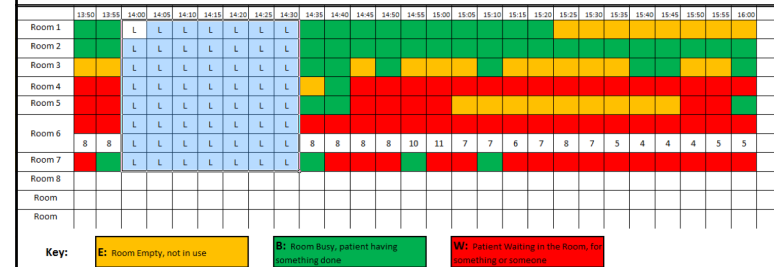 13:50 13:55 14:00 14:05 14:10 14:15 14:20 14:25 14:30 14:35 14:40 14:45 14:50 14:55 15:00 15:05 15:10 15:15 15:20 15:25 15:30 15:35 15:40 15:45 15:50 15:55 16:00
Room 1 L L L L L L L
Room 2 L L L L L L L
Room 3 L L L L L L L
Room 4 L L L L L L L
Room 5 L L L L L L L
Room 6 L L L L L L L
8 8 L L L L L L L 8 8 8 8 10 11 7 7 6 7 8 7 5 4 4 4 5 5
Room 7 L L L L L L L
Room 8
Room
Room
Key: E: Room Empty, not in use
B: Room Busy, patient having
something done
W: Patient Waiting in the Room, for
something or someone